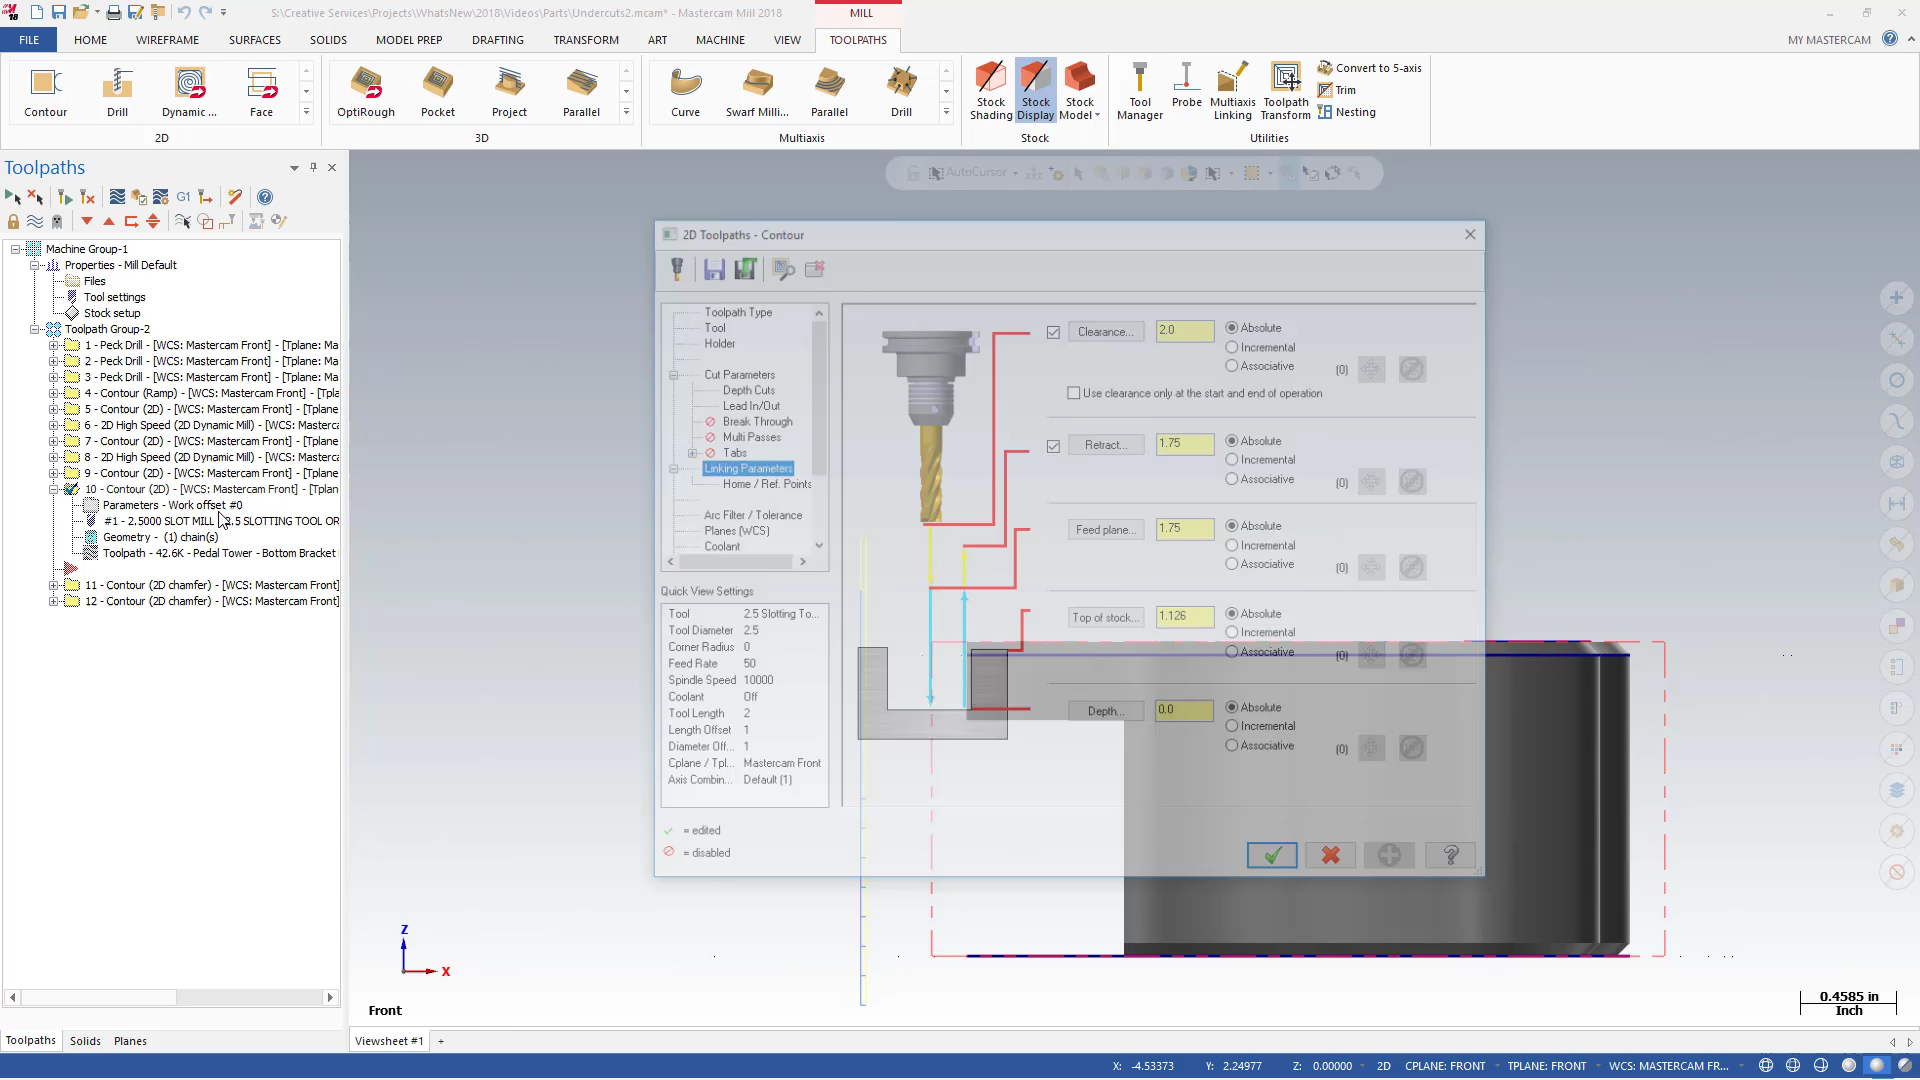 S:\Creative Services\Projects\WhatsNew\2018\Videos\Parts\Undercuts2.mcam* - Mastercam Mill 2018
MILL
FILE HOME WIREFRAME SURFACES SOLIDS MODEL PREP DRAFTING TRANSFORM ART MACHINE VIEW TOOLPATHS
MY MASTERCAM
Contour Drill Dynamic ... Face
2D
OptiRough Pocket Project Parallel
3D
Curve Swarf Milli... Parallel Drill
Multiaxis
Stock Shading
Stock Display
Stock Model
Stock
Tool Manager
Probe
Multiaxis Linking
Toolpath Transform
Convert to 5-axis
Trim
Nesting
Utilities
Toolpaths
G1
AutoCursor
Machine Group-1
Properties - Mill Default
Files
Tool settings
Stock setup
Toolpath Group-2
1 - Peck Drill - [WCS: Mastercam Front] - [Tplane: Ma
2 - Peck Drill - [WCS: Mastercam Front] - [Tplane: Ma
3 - Peck Drill - [WCS: Mastercam Front] - [Tplane: Ma
4 - Contour (Ramp) - [WCS: Mastercam Front] - [Tpla
5 - Contour (2D) - [WCS: Mastercam Front] - [Tplane
6 - 2D High Speed (2D Dynamic Mill) - [WCS: Masterc
7 - Contour (2D) - [WCS: Mastercam Front] - [Tplane
8 - 2D High Speed (2D Dynamic Mill) - [WCS: Masterc
9 - Contour (2D) - [WCS: Mastercam Front] - [Tplane
10 - Contour (2D) - [WCS: Mastercam Front] - [Tplan
Parameters - Work offset #0
#1 - 2.5000 SLOT MILL - 2.5 SLOTTING TOOL OR
Geometry - (1) chain(s)
Toolpath - 42.6K - Pedal Tower - Bottom Bracket
11 - Contour (2D chamfer) - [WCS: Mastercam Front]
12 - Contour (2D chamfer) - [WCS: Mastercam Front]
2D Toolpaths - Contour
Toolpath Type
Tool
Holder
Cut Parameters
Depth Cuts
Lead In/Out
Break Through
Multi Passes
Tabs
Linking Parameters
Home / Ref. Points
Arc Filter / Tolerance
Planes (WCS)
Coolant
Quick View Settings
Tool 2.5 Slotting To...
Tool Diameter 2.5
Corner Radius 0
Feed Rate 50
Spindle Speed 10000
Coolant Off
Tool Length 2
Length Offset 1
Diameter Off... 1
Cplane / Tpl... Mastercam Front
Axis Combin... Default (1)
= edited
= disabled
Clearance... 2.0 Absolute
Incremental
Associative (0)
Use clearance only at the start and end of operation
Retract... 1.75 Absolute
Incremental
Associative (0)
Feed plane... 1.75 Absolute
Incremental
Associative (0)
Top of stock... 1.126 Absolute
Incremental
Associative (0)
Depth... 0.0 Absolute
Incremental
Associative (0)
Z
X
Front
0.4585 in
Inch
Toolpaths Solids Planes
Viewsheet #1 +
X: -4.53373 Y: 2.24977 Z: 0.00000 2D CPLANE: FRONT TPLANE: FRONT WCS: MASTERCAM FR...